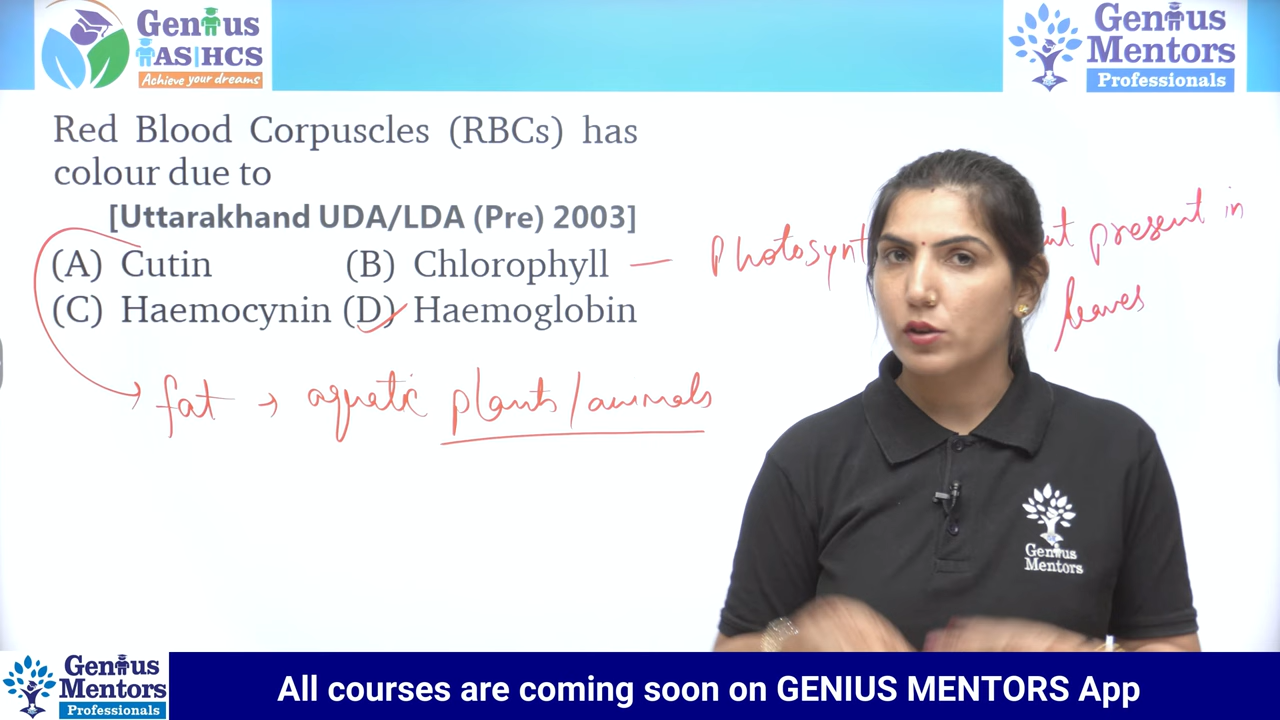 Genius
IAS|HCS
Achieve your dreams
Genius
Mentors
Professionals
Red Blood Corpuscles (RBCs) has
colour due to
[Uttarakhand UDA/LDA (Pre) 2003]
(A) Cutin (B) Chlorophyll — Photosynt present in
leaves
(C) Haemocynin (D) Haemoglobin
fat → aquatic plants/animals
Genius
Mentors
Genius
Mentors
Professionals
All courses are coming soon on GENIUS MENTORS App